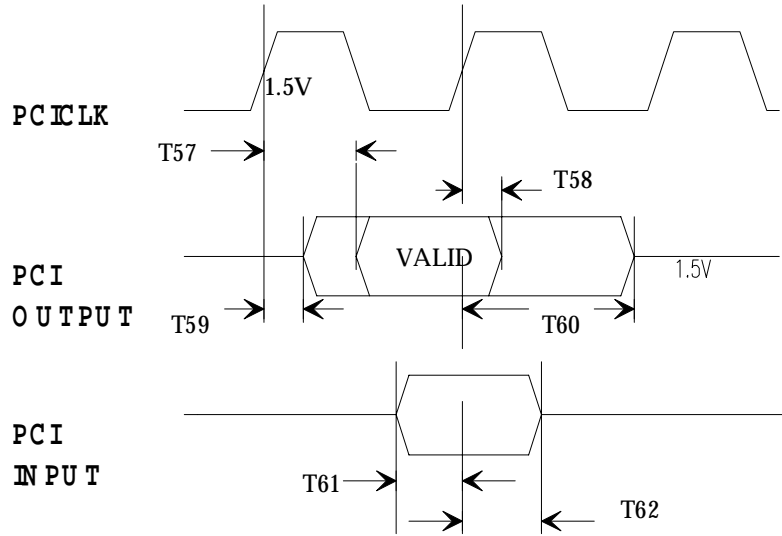 1.5V
PCICLK
T57
T58
VALID
PCI
OUTPUT
1.5V
T59
T60
PCI
INPUT
T61
T62